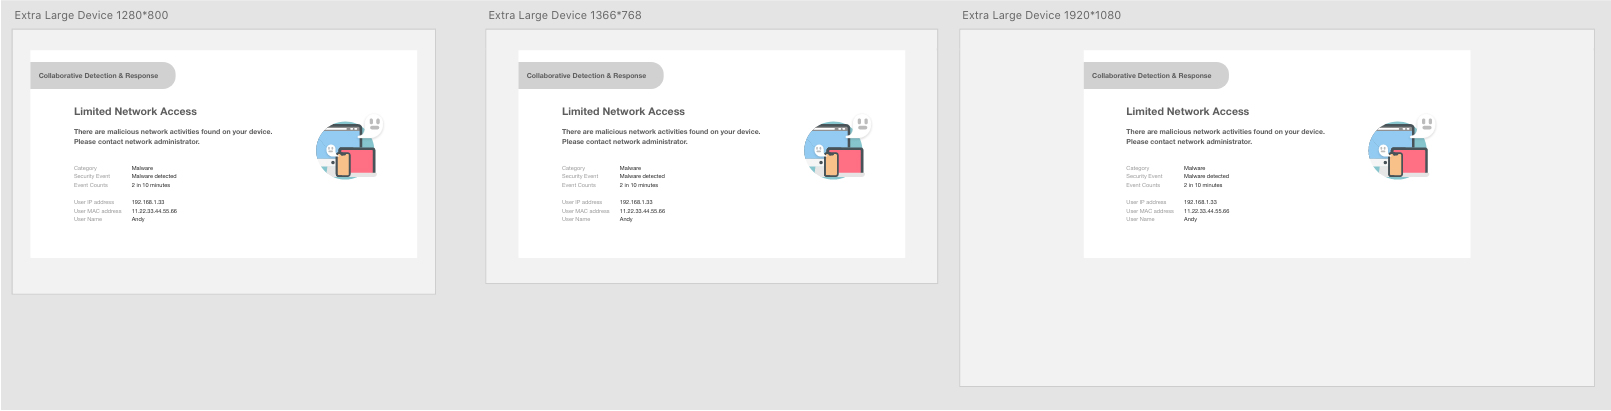 Extra Large Device 1280*800
Collaborative Detection & Response
Limited Network Access
There are malicious network activities found on your device.
Please contact network administrator.
Category Malware
Security Event Malware detected
Event Counts 2 in 10 minutes
User IP address 192.168.1.33
User MAC address 11.22.33.44.55.66
User Name Andy
Extra Large Device 1366*768
Collaborative Detection & Response
Limited Network Access
There are malicious network activities found on your device.
Please contact network administrator.
Category Malware
Security Event Malware detected
Event Counts 2 in 10 minutes
User IP address 192.168.1.33
User MAC address 11.22.33.44.55.66
User Name Andy
Extra Large Device 1920*1080
Collaborative Detection & Response
Limited Network Access
There are malicious network activities found on your device.
Please contact network administrator.
Category Malware
Security Event Malware detected
Event Counts 2 in 10 minutes
User IP address 192.168.1.33
User MAC address 11.22.33.44.55.66
User Name Andy